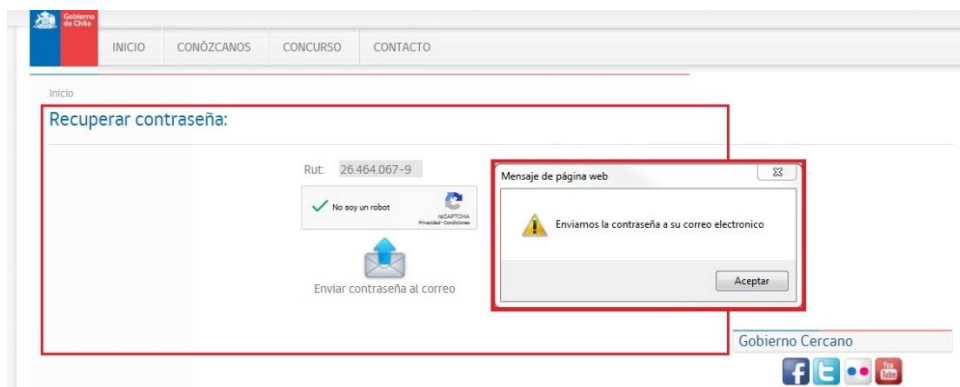 Gobierno
de Chile
INICIO CONÓZCANOS CONCURSO CONTACTO
Inicio
Recuperar contraseña:
Rut: 26.464.067-9
No soy un robot
reCAPTCHA
Privacidad - Condiciones
Enviar contraseña al correo
Mensaje de página web
Enviamos la contraseña a su correo electronico
Aceptar
Gobierno Cercano
You
Tube